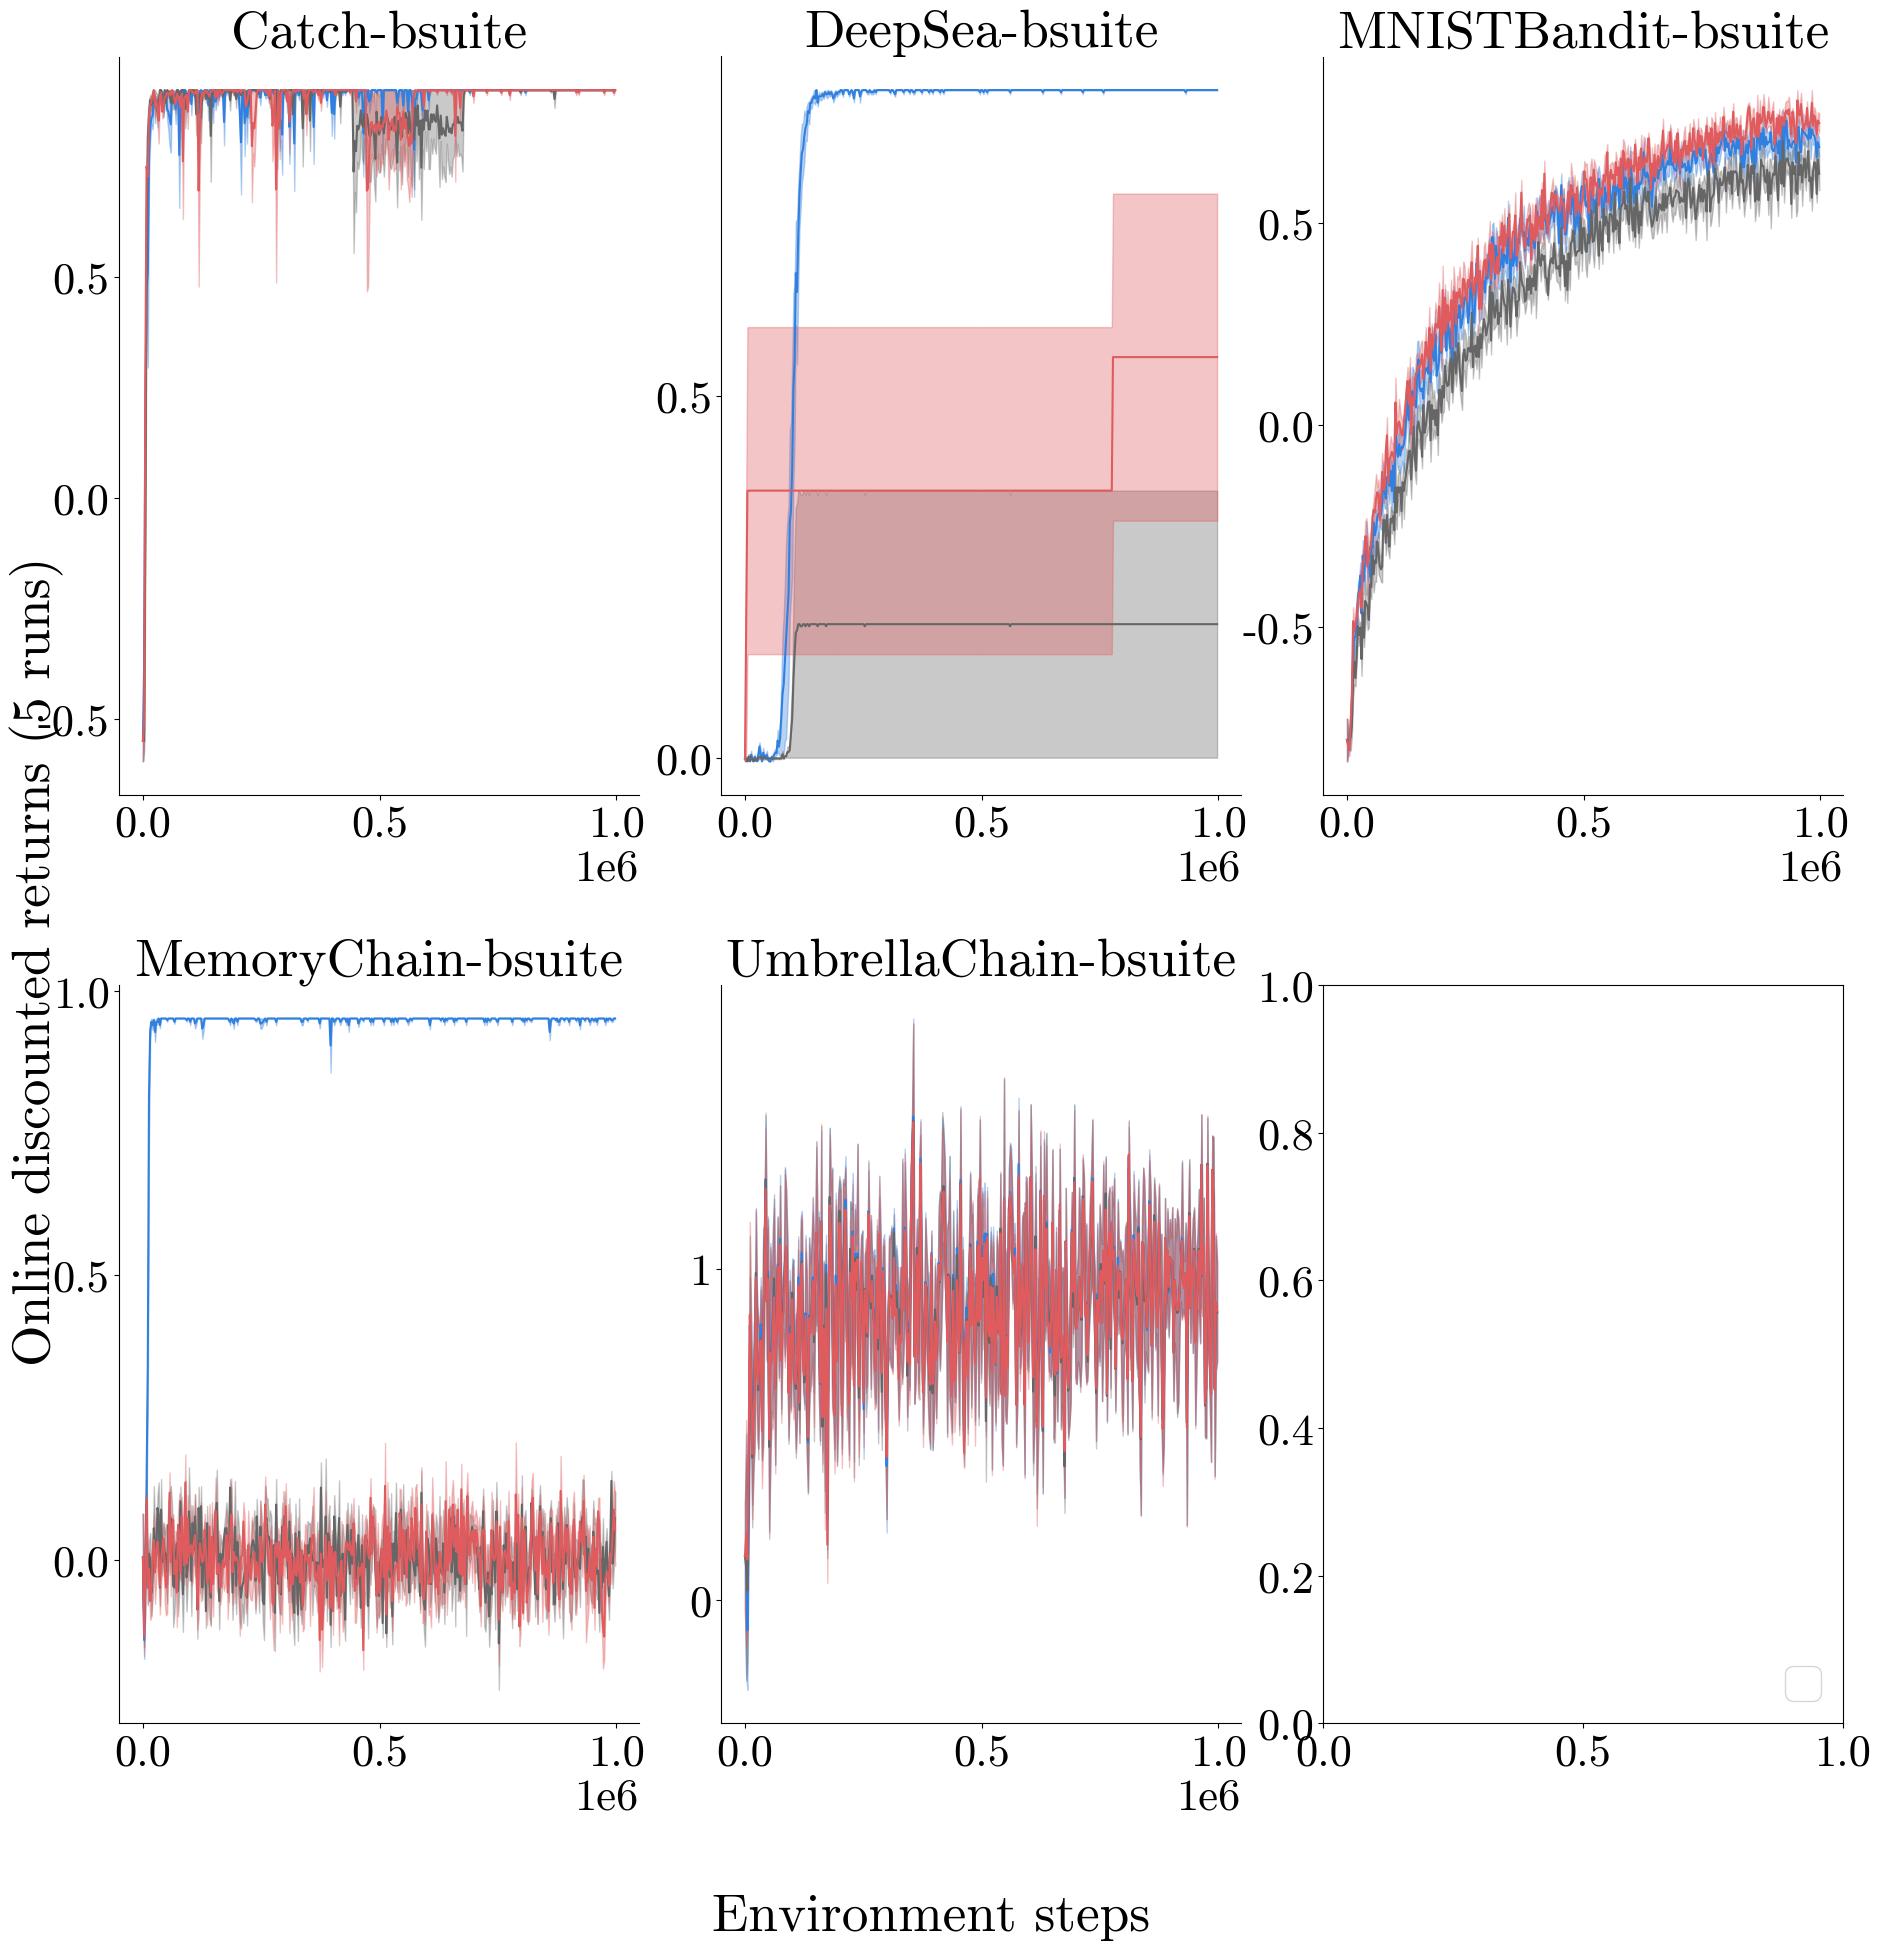 Catch-bsuite
DeepSea-bsuite
MNISTBandit-bsuite
0.5
0.0
-0.5
0.0 0.5 1.0
1e6
0.5
0.0
0.0 0.5 1.0
1e6
0.5
0.0
-0.5
0.0 0.5 1.0
1e6
Online discounted returns (5 runs)
MemoryChain-bsuite
UmbrellaChain-bsuite
1.0
0.5
0.0
0.0 0.5 1.0
1e6
1
0
0.0 0.5 1.0
1e6
1.0
0.8
0.6
0.4
0.2
0.0
0.0 0.5 1.0
Environment steps